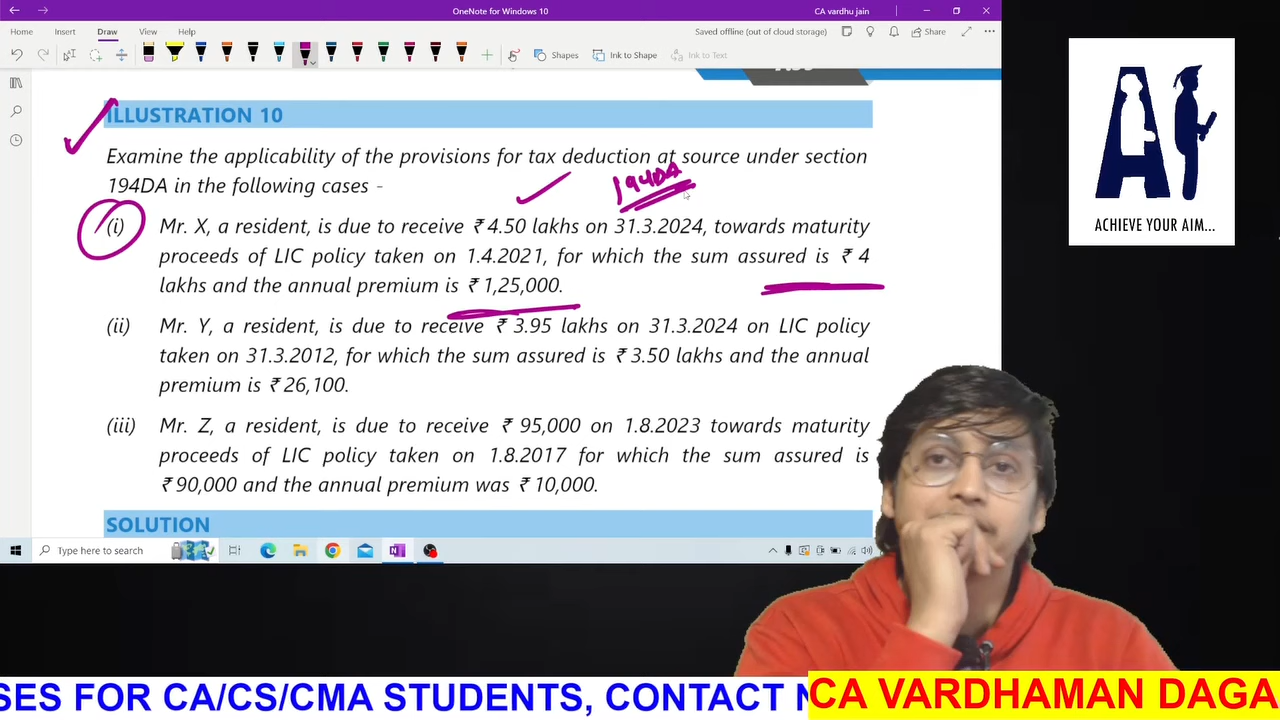 OneNote for Windows 10
CA vardhu jain
Home Insert Draw View Help
Saved offline (out of cloud storage)
Share
Shapes
Ink to Shape
Ink to Text
ILLUSTRATION 10
Examine the applicability of the provisions for tax deduction at source under section
194DA in the following cases -
194DA
(i) Mr. X, a resident, is due to receive ₹ 4.50 lakhs on 31.3.2024, towards maturity
proceeds of LIC policy taken on 1.4.2021, for which the sum assured is ₹ 4
lakhs and the annual premium is ₹ 1,25,000.
(ii) Mr. Y, a resident, is due to receive ₹ 3.95 lakhs on 31.3.2024 on LIC policy
taken on 31.3.2012, for which the sum assured is ₹ 3.50 lakhs and the annual
premium is ₹ 26,100.
(iii) Mr. Z, a resident, is due to receive ₹ 95,000 on 1.8.2023 towards maturity
proceeds of LIC policy taken on 1.8.2017 for which the sum assured is
₹ 90,000 and the annual premium was ₹ 10,000.
SOLUTION
Type here to search
A
ACHIEVE YOUR AIM...
SES FOR CA/CS/CMA STUDENTS, CONTACT N
CA VARDHAMAN DAGA